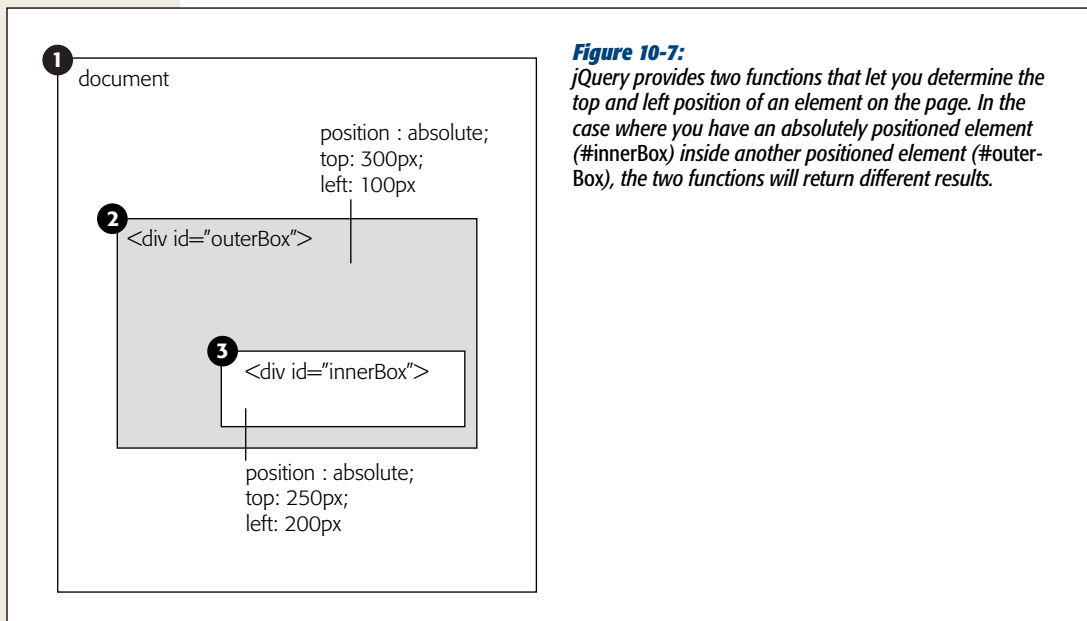 1
document
position : absolute;
top: 300px;
left: 100px
2
<div id="outerBox">
3
<div id="innerBox">
position : absolute;
top: 250px;
left: 200px
Figure 10-7:
jQuery provides two functions that let you determine the
top and left position of an element on the page. In the
case where you have an absolutely positioned element
(#innerBox) inside another positioned element (#outer-
Box), the two functions will return different results.